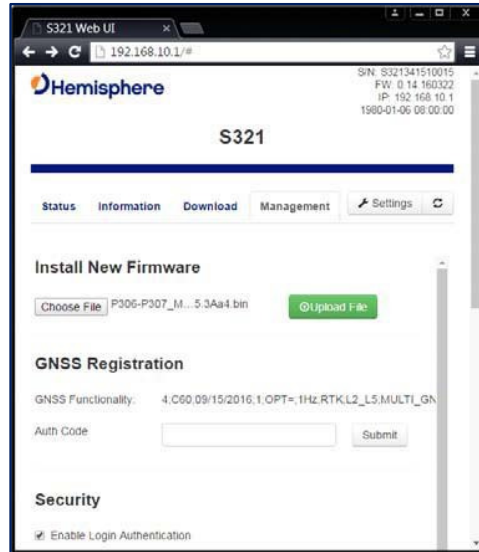 S321 Web UI
192.168.10.1/#
Hemisphere
S/N: S321341510015
FW: 0.14 160322
IP: 192.168.10.1
1980-01-06 08:00:00
S321
Status Information Download Management Settings
Install New Firmware
Choose File P306-P307_M...5.3Aa4.bin Upload File
GNSS Registration
GNSS Functionality: 4,C60,09/15/2016;1;OPT=,1Hz,RTK,L2_L5,MULTI_GN
Auth Code Submit
Security
Enable Login Authentication